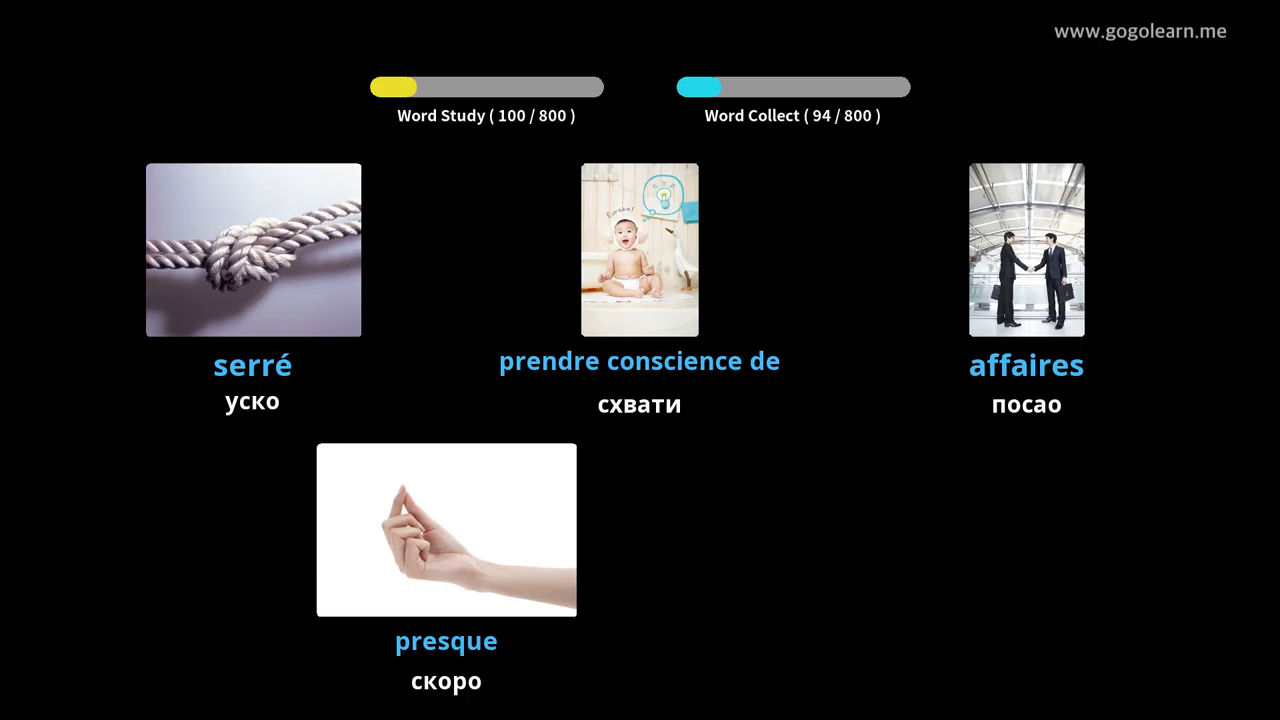 www.gogolearn.me
Word Study ( 100 / 800 )
Word Collect ( 94 / 800 )
Eureka!
serré
prendre conscience de
affaires
уско
схвати
посао
presque
скоро